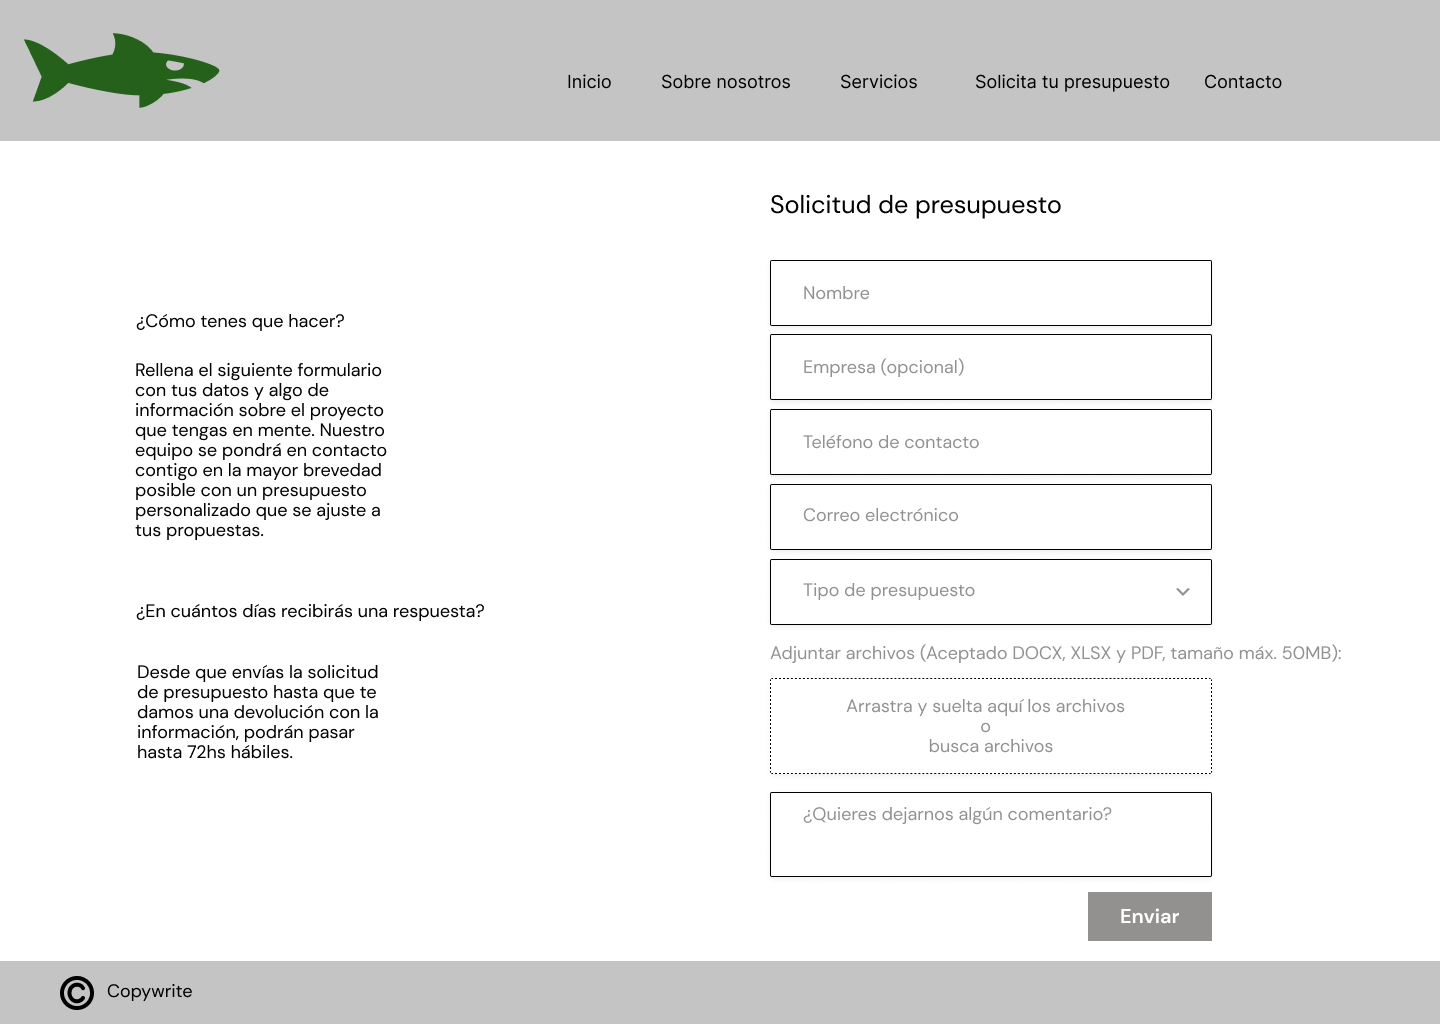 Inicio Sobre nosotros Servicios Solicita tu presupuesto Contacto
¿Cómo tenes que hacer?
Rellena el siguiente formulario
con tus datos y algo de
información sobre el proyecto
que tengas en mente. Nuestro
equipo se pondrá en contacto
contigo en la mayor brevedad
posible con un presupuesto
personalizado que se ajuste a
tus propuestas.
¿En cuántos días recibirás una respuesta?
Desde que envías la solicitud
de presupuesto hasta que te
damos una devolución con la
información, podrán pasar
hasta 72hs hábiles.
Solicitud de presupuesto
Nombre
Empresa (opcional)
Teléfono de contacto
Correo electrónico
Tipo de presupuesto
Adjuntar archivos (Aceptado DOCX, XLSX y PDF, tamaño máx. 50MB):
Arrastra y suelta aquí los archivos
o
busca archivos
¿Quieres dejarnos algún comentario?
Enviar
© Copywrite